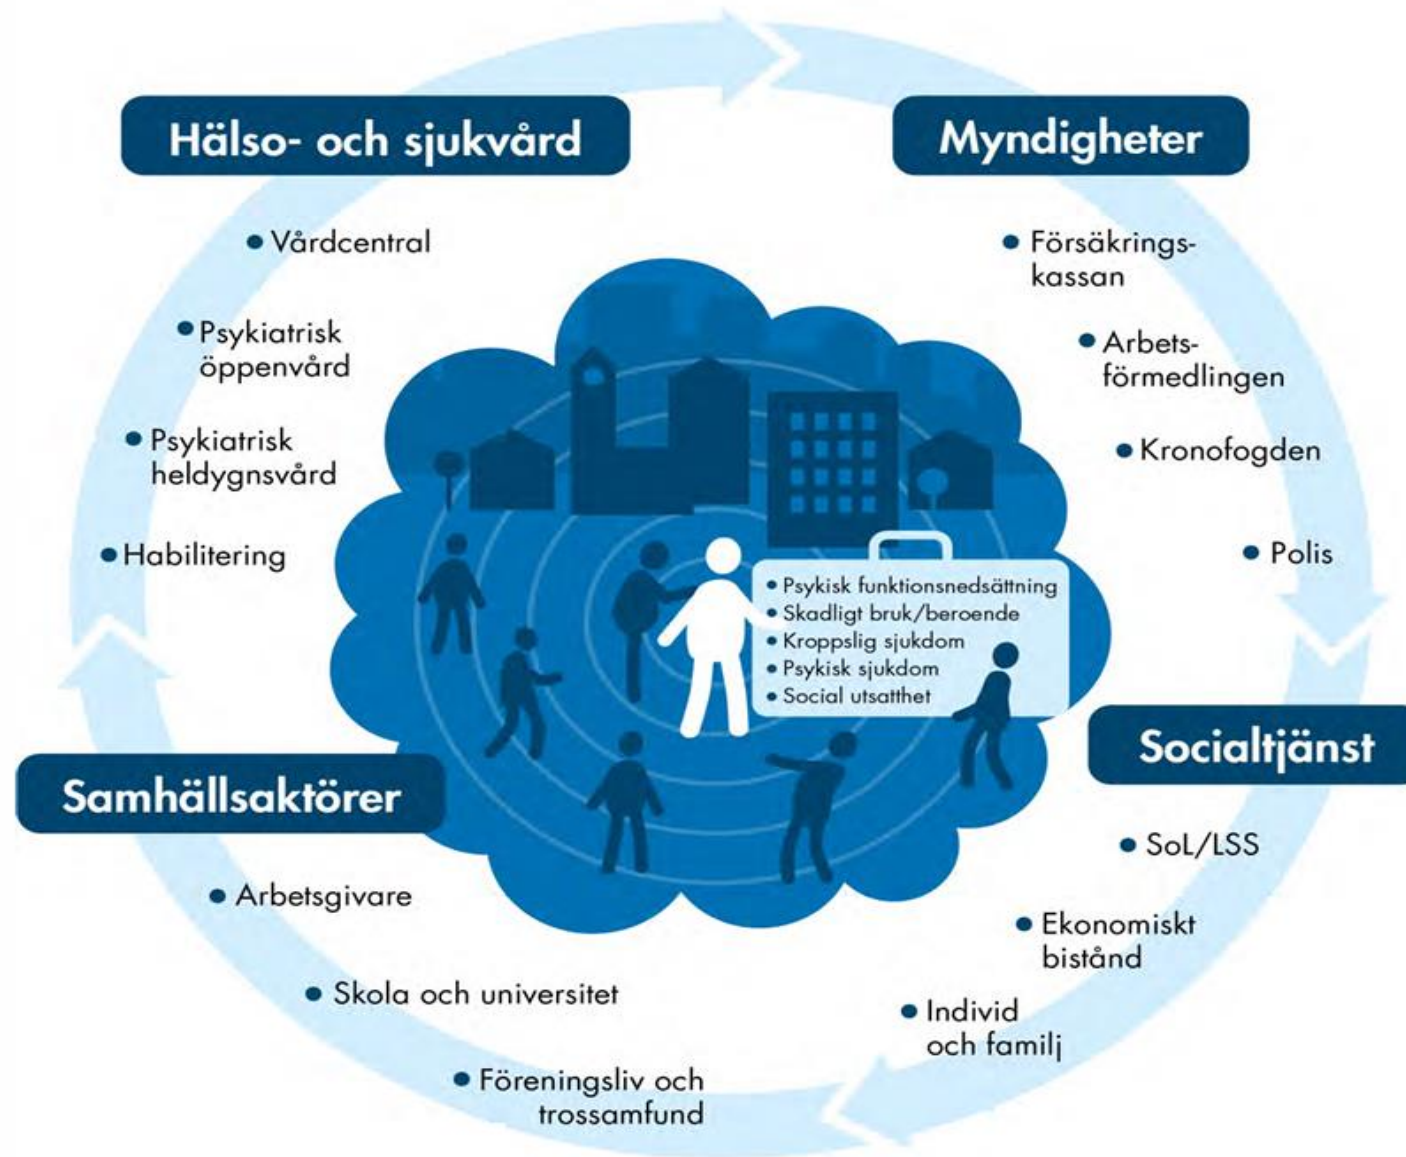 Hälso- och sjukvård
• Vårdcentral
• Psykiatrisk
öppenvård
• Psykiatrisk
heldygnsvård
• Habilitering
Myndigheter
• Försäkrings-
kassan
• Arbets-
förmedlingen
• Kronofogden
• Polis
• Psykisk funktionsnedsättning
• Skadligt bruk/beroende
• Kroppslig sjukdom
• Psykisk sjukdom
• Social utsatthet
Socialtjänst
• SoL/LSS
• Ekonomiskt
bistånd
• Individ
och familj
Samhällsaktörer
• Arbetsgivare
• Skola och universitet
• Föreningsliv och
trossamfund